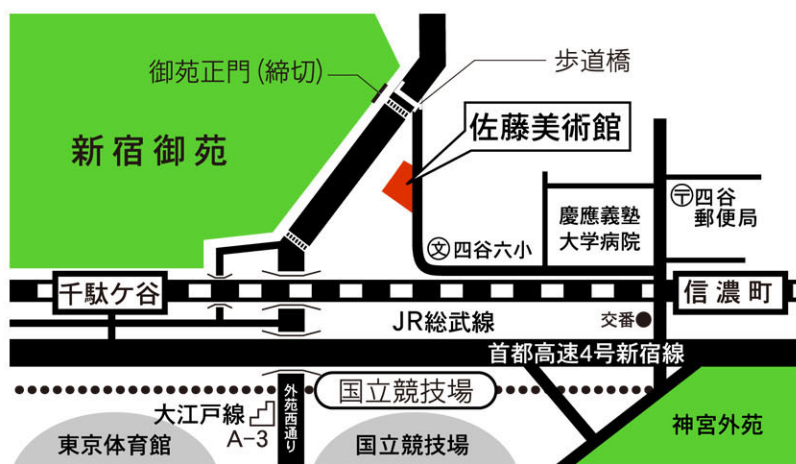 御苑正門(締切)
歩道橋
新宿御苑
佐藤美術館
慶應義塾
大学病院
〒四谷
郵便局
文 四谷六小
千駄ケ谷
信濃町
JR総武線
交番
首都高速4号新宿線
国立競技場
大江戸線
A-3
外苑西通り
東京体育館
国立競技場
神宮外苑